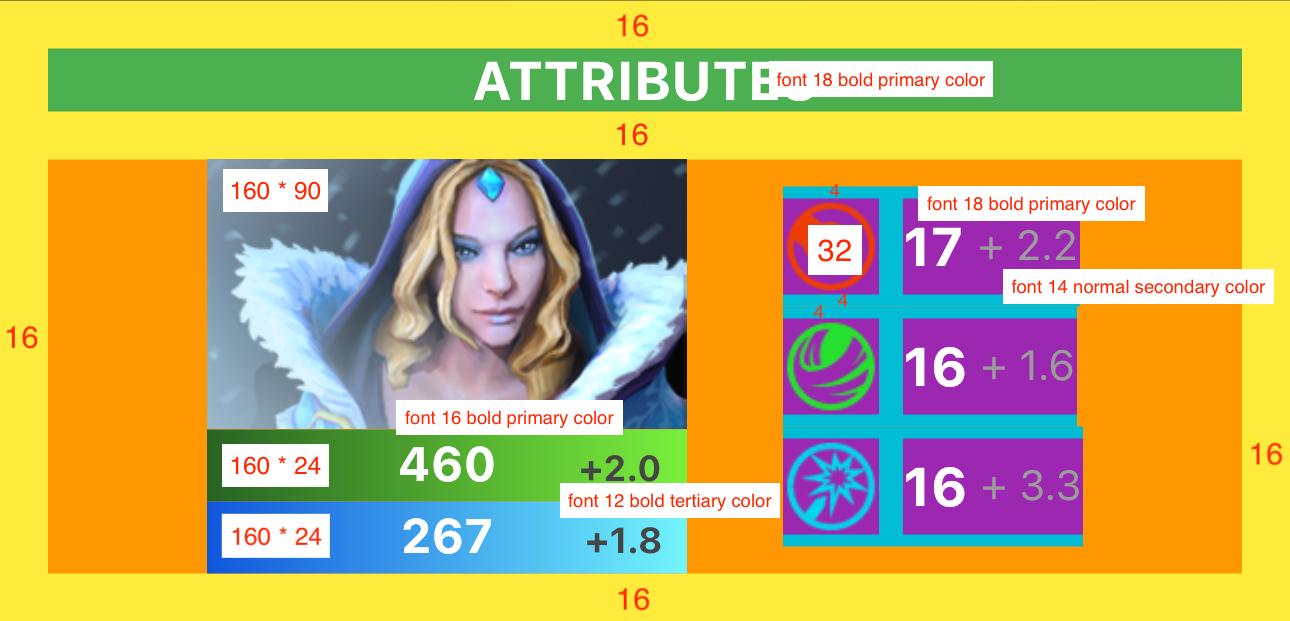 16
ATTRIBUTES
font 18 bold primary color
16
160 * 90
4
font 18 bold primary color
32
17 + 2.2
font 14 normal secondary color
4
4
16
16 + 1.6
font 16 bold primary color
160 * 24
460
+2.0
16
16 + 3.3
font 12 bold tertiary color
160 * 24
267
+1.8
16